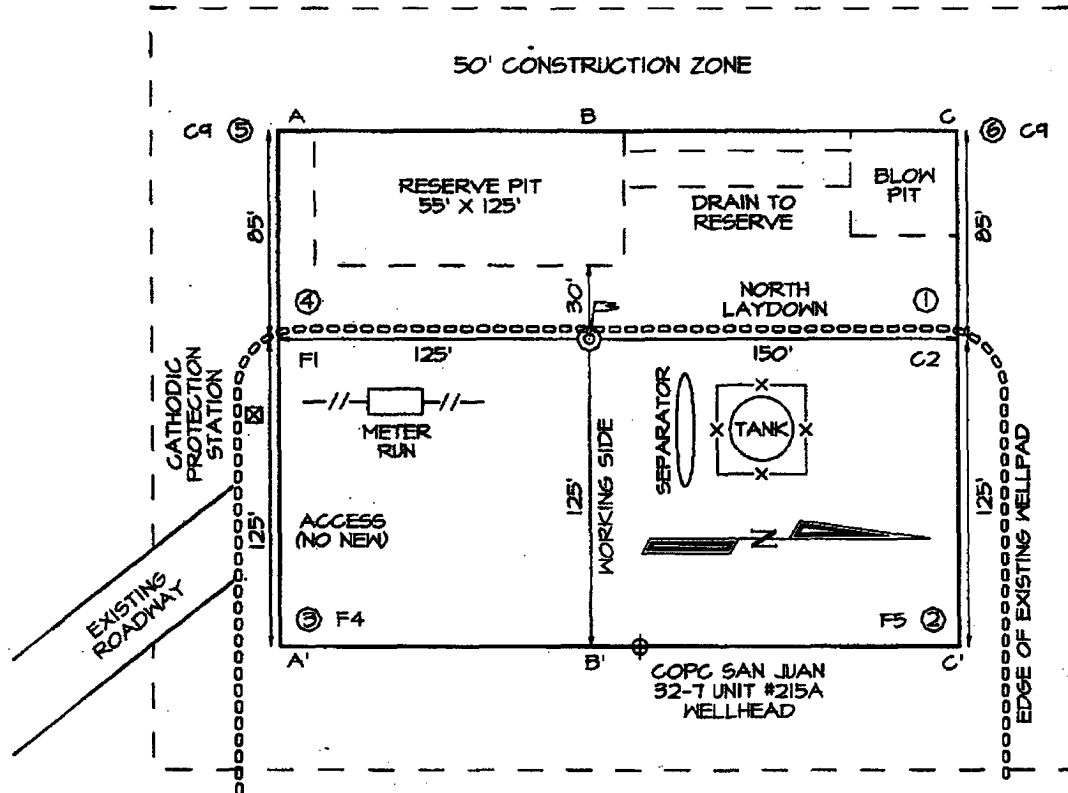 50' CONSTRUCTION ZONE
A
B
C
C9 ⑤
⑥ C9
RESERVE PIT
55' X 125'
BLOW
PIT
DRAIN TO
RESERVE
85'
85'
30'
④
NORTH
LAYDOWN
①
F1
125'
150'
C2
CATHODIC
PROTECTION
STATION
METER
RUN
SEPARATOR
TANK
125'
ACCESS
(NO NEW)
125'
WORKING SIDE
N
125'
EDGE OF EXISTING WELLPAD
EXISTING
ROADWAY
③ F4
F5 ②
A'
B'
C'
COPC SAN JUAN
32-7 UNIT #215A
WELLHEAD